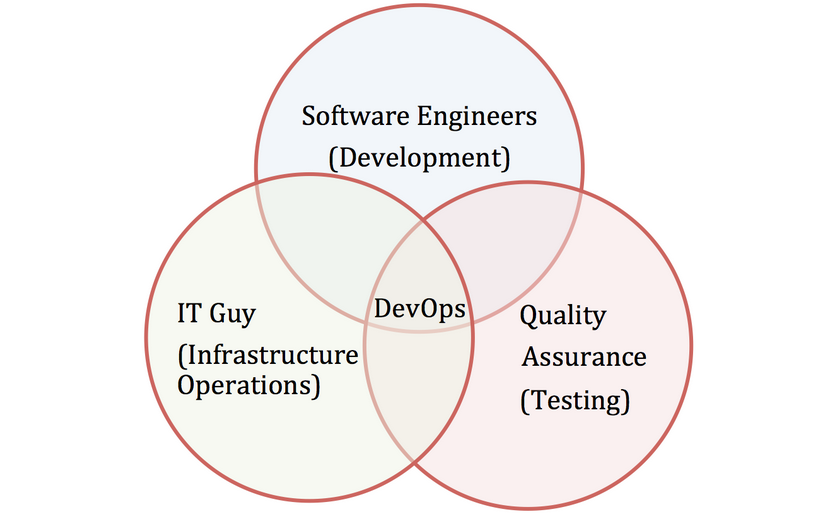 Software Engineers
(Development)
DevOps
IT Guy
(Infrastructure
Operations)
Quality
Assurance
(Testing)